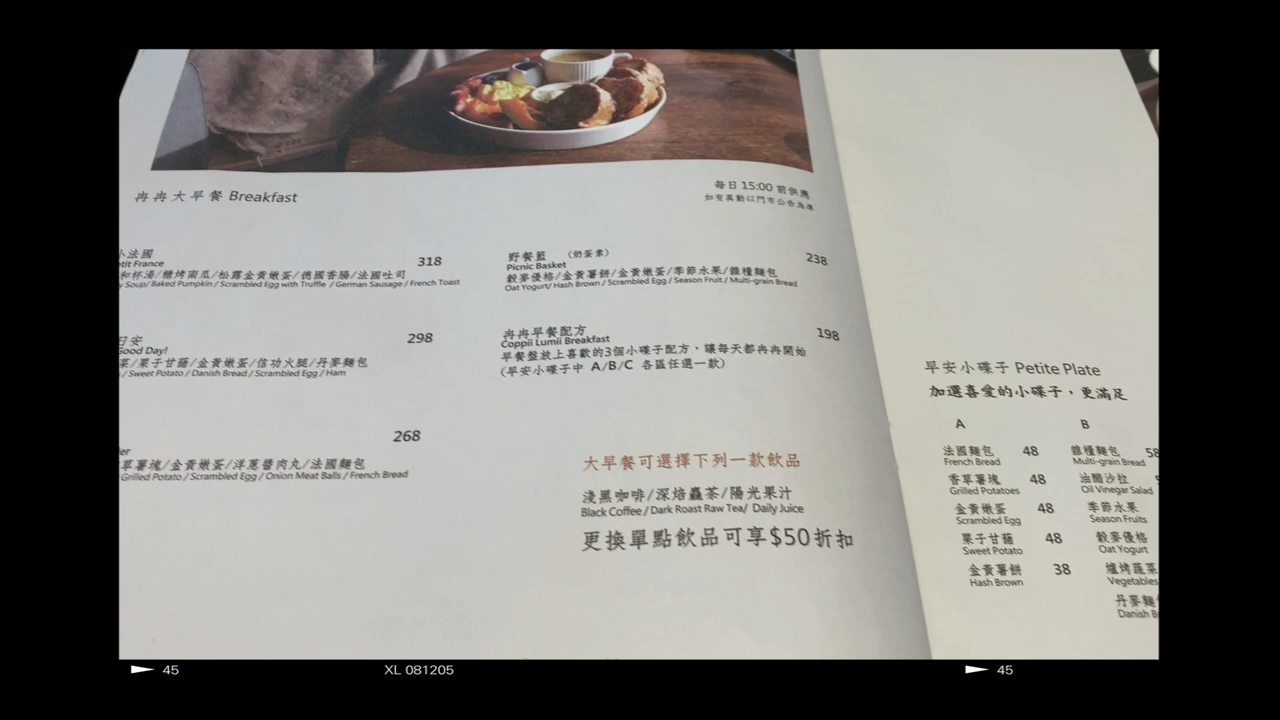 冉冉大早餐 Breakfast
每日 15:00 前供應
如有異動以門市公告為準
小法國 318
Petit France
和杯湯/爐烤南瓜/松露金黃嫩蛋/德國香腸/法國吐司
Soup/ Baked Pumpkin / Scrambled Egg with Truffle / German Sausage / French Toast
日安 298
Good Day!
菜/栗子甘藷/金黃嫩蛋/信功火腿/丹麥麵包
/ Sweet Potato / Danish Bread / Scrambled Egg / Ham
268
草薯塊/金黃嫩蛋/洋蔥醬肉丸/法國麵包
Grilled Potato / Scrambled Egg / Onion Meat Balls / French Bread
野餐籃 (奶蛋素) 238
Picnic Basket
穀麥優格/金黃薯餅/金黃嫩蛋/季節水果/雜糧麵包
Oat Yogurt/ Hash Brown / Scrambled Egg / Season Fruit / Multi-grain Bread
冉冉早餐配方 198
Coppii Lumii Breakfast
早餐盤放上喜歡的3個小碟子配方，讓每天都冉冉開始
(早安小碟子中 A/B/C 各區任選一款)
大早餐可選擇下列一款飲品
淺黑咖啡/深焙矗茶/陽光果汁
Black Coffee / Dark Roast Raw Tea/ Daily Juice
更換單點飲品可享$50折扣
早安小碟子 Petite Plate
加選喜愛的小碟子，更滿足
A B
法國麵包 48 雜糧麵包 58
French Bread Multi-grain Bread
香草薯塊 48 油醋沙拉
Grilled Potatoes Oil Vinegar Salad
金黃嫩蛋 48 季節水果
Scrambled Egg Season Fruits
栗子甘藷 48 穀麥優格
Sweet Potato Oat Yogurt
金黃薯餅 38 爐烤蔬菜
Hash Brown Vegetables
丹麥麵
Danish B
45 XL 081205 45